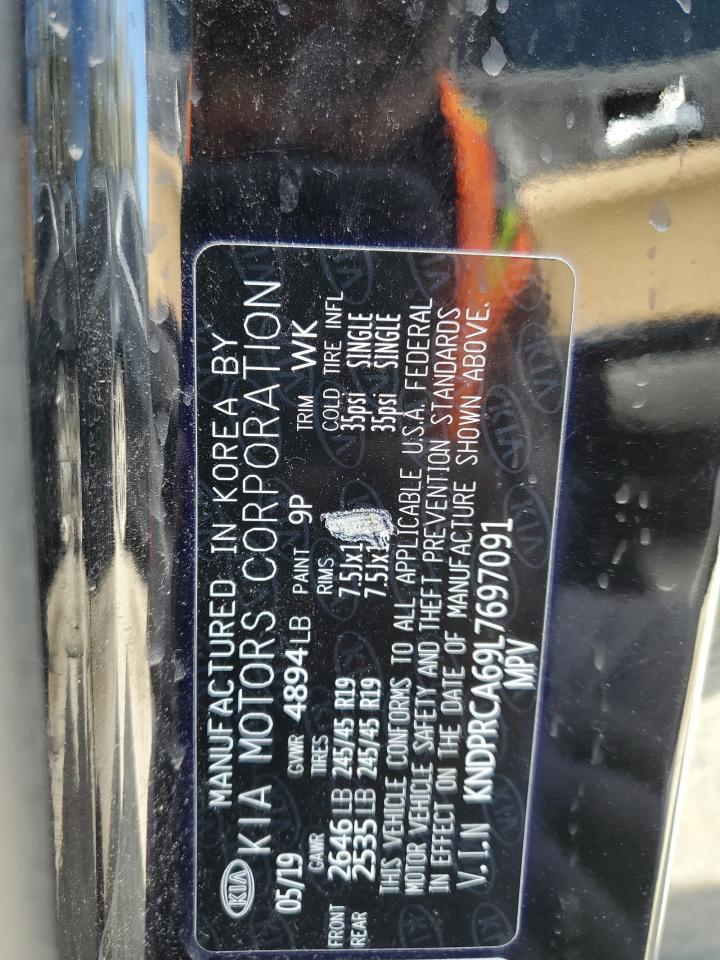 KIA
MANUFACTURED IN KOREA BY
KIA MOTORS CORPORATION
05/19 GVWR 4894LB PAINT 9P TRIM WK
GAWR TIRES RIMS COLD TIRE INFL
FRONT 2646LB 245/45 R19 7.5Jx1 35psi SINGLE
REAR 2535LB 245/45 R19 7.5Jx1 35psi SINGLE
THIS VEHICLE CONFORMS TO ALL APPLICABLE U.S.A. FEDERAL
MOTOR VEHICLE SAFETY AND THEFT PREVENTION STANDARDS
IN EFFECT ON THE DATE OF MANUFACTURE SHOWN ABOVE.
V.I.N KNDPRCA69L7697091
MPV